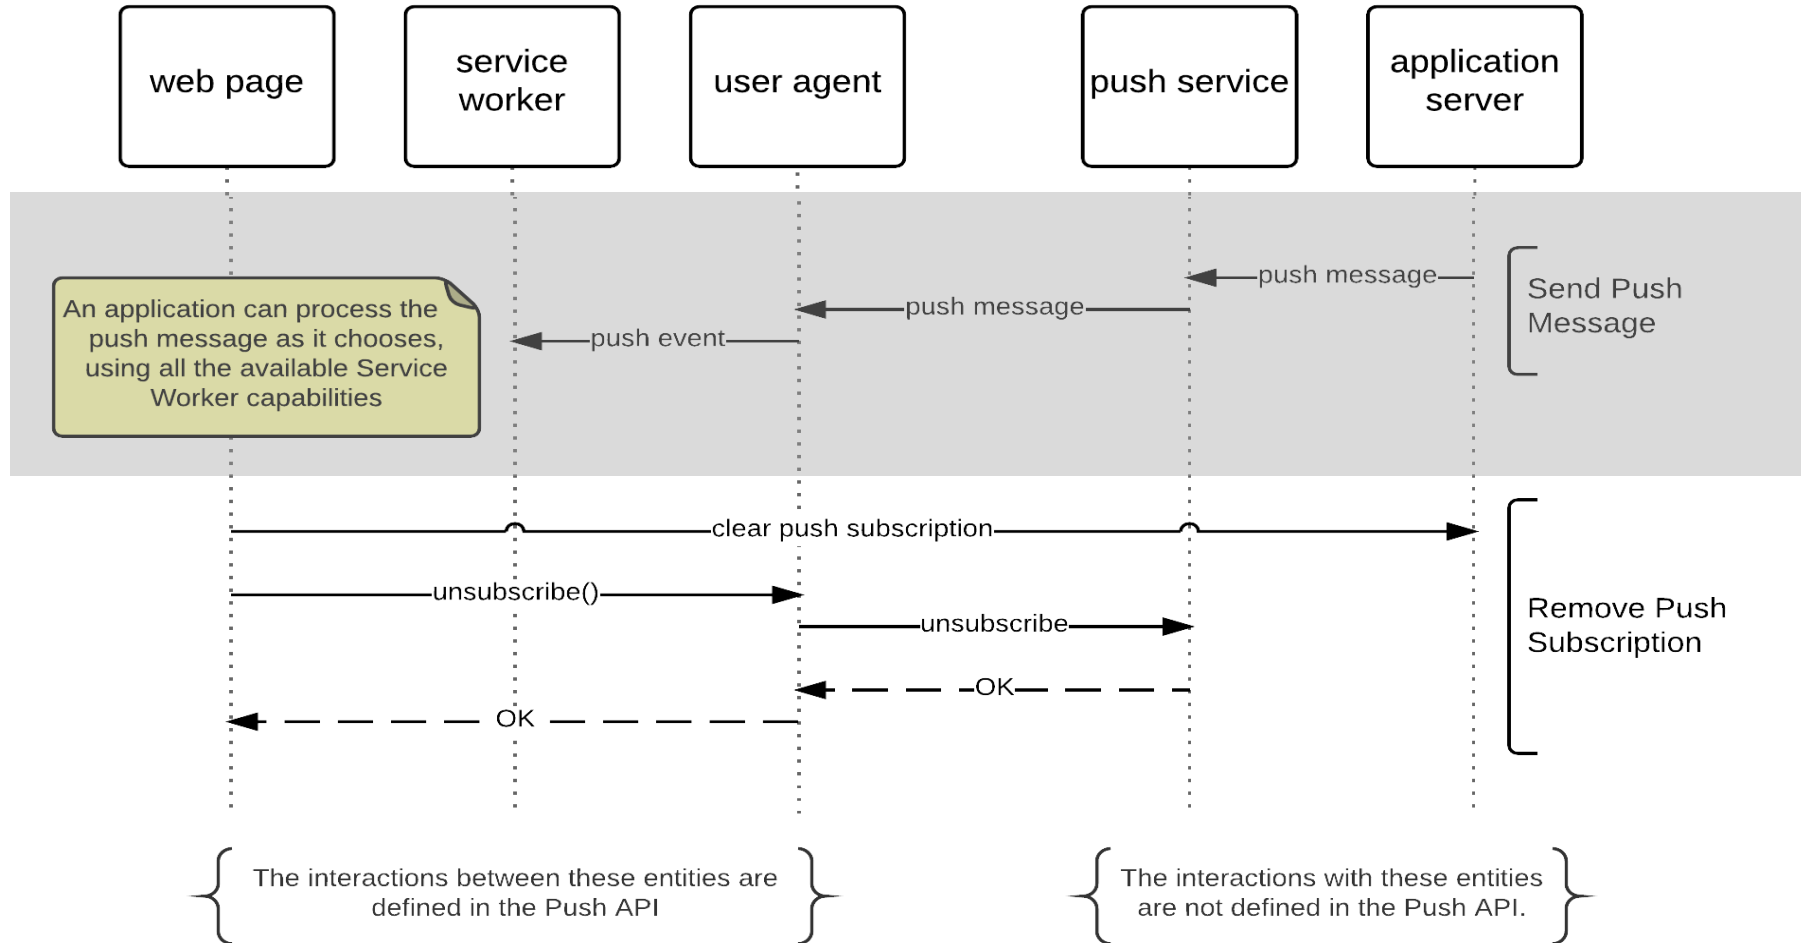 web page
service
worker
user agent
push service
application
server
push message
Send Push
Message
push message
push event
An application can process the
push message as it chooses,
using all the available Service
Worker capabilities
clear push subscription
unsubscribe()
unsubscribe
Remove Push
Subscription
OK
OK
The interactions between these entities are
defined in the Push API
The interactions with these entities
are not defined in the Push API.